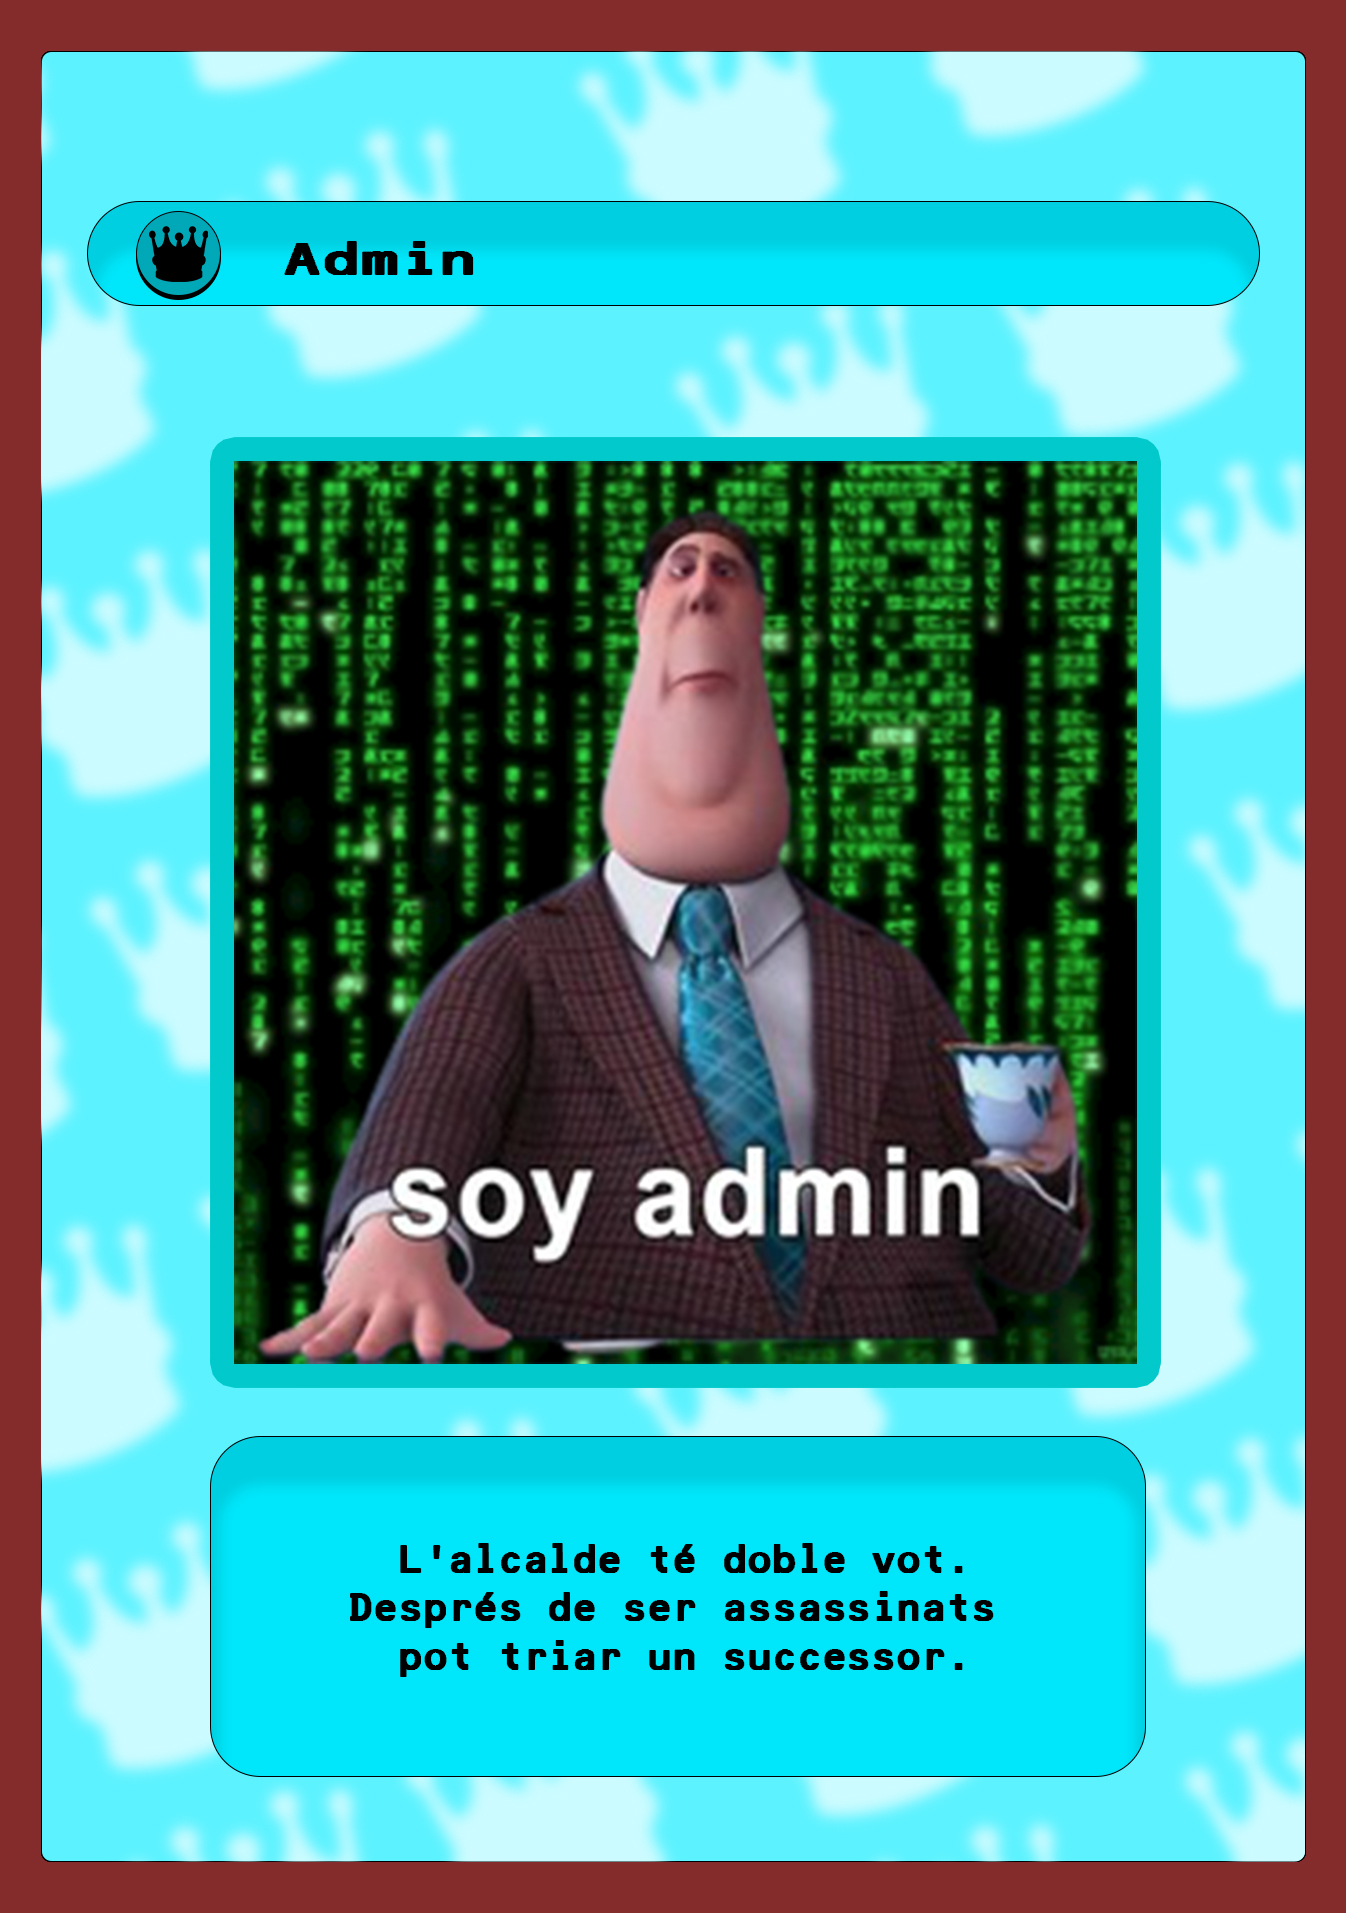 Admin
soy admin
L'alcalde té doble vot.
Després de ser assassinats
pot triar un successor.